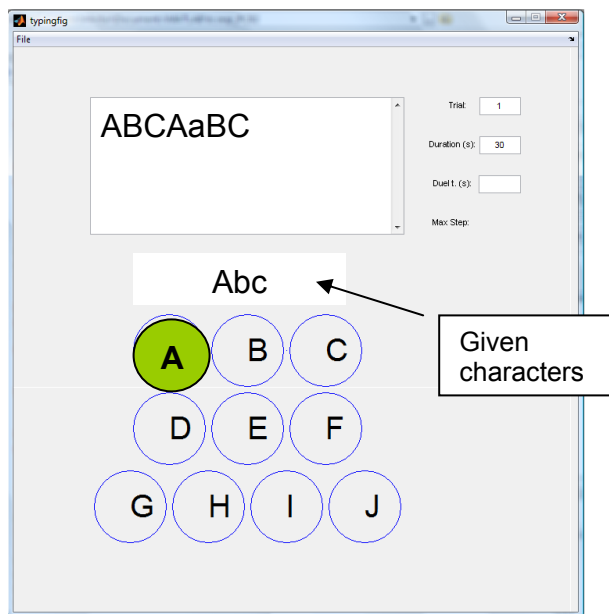 typingfig
File
ABCAaBC
Trial: 1
Duration (s): 30
Duel t. (s):
Max Step:
Abc
Given
characters
A B C
D E F
G H I J